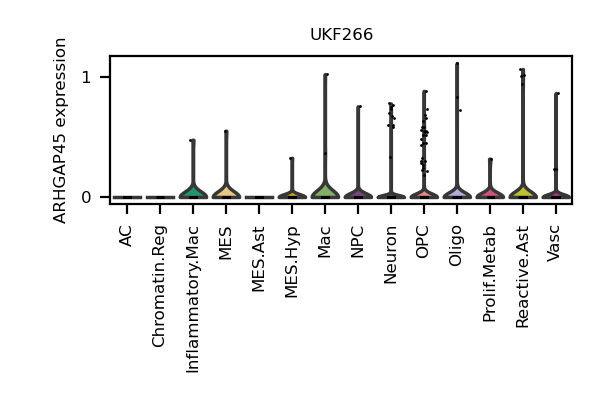 UKF266
ARHGAP45 expression
1
0
AC
Chromatin.Reg
Inflammatory.Mac
MES
MES.Ast
MES.Hyp
Mac
NPC
Neuron
OPC
Oligo
Prolif.Metab
Reactive.Ast
Vasc